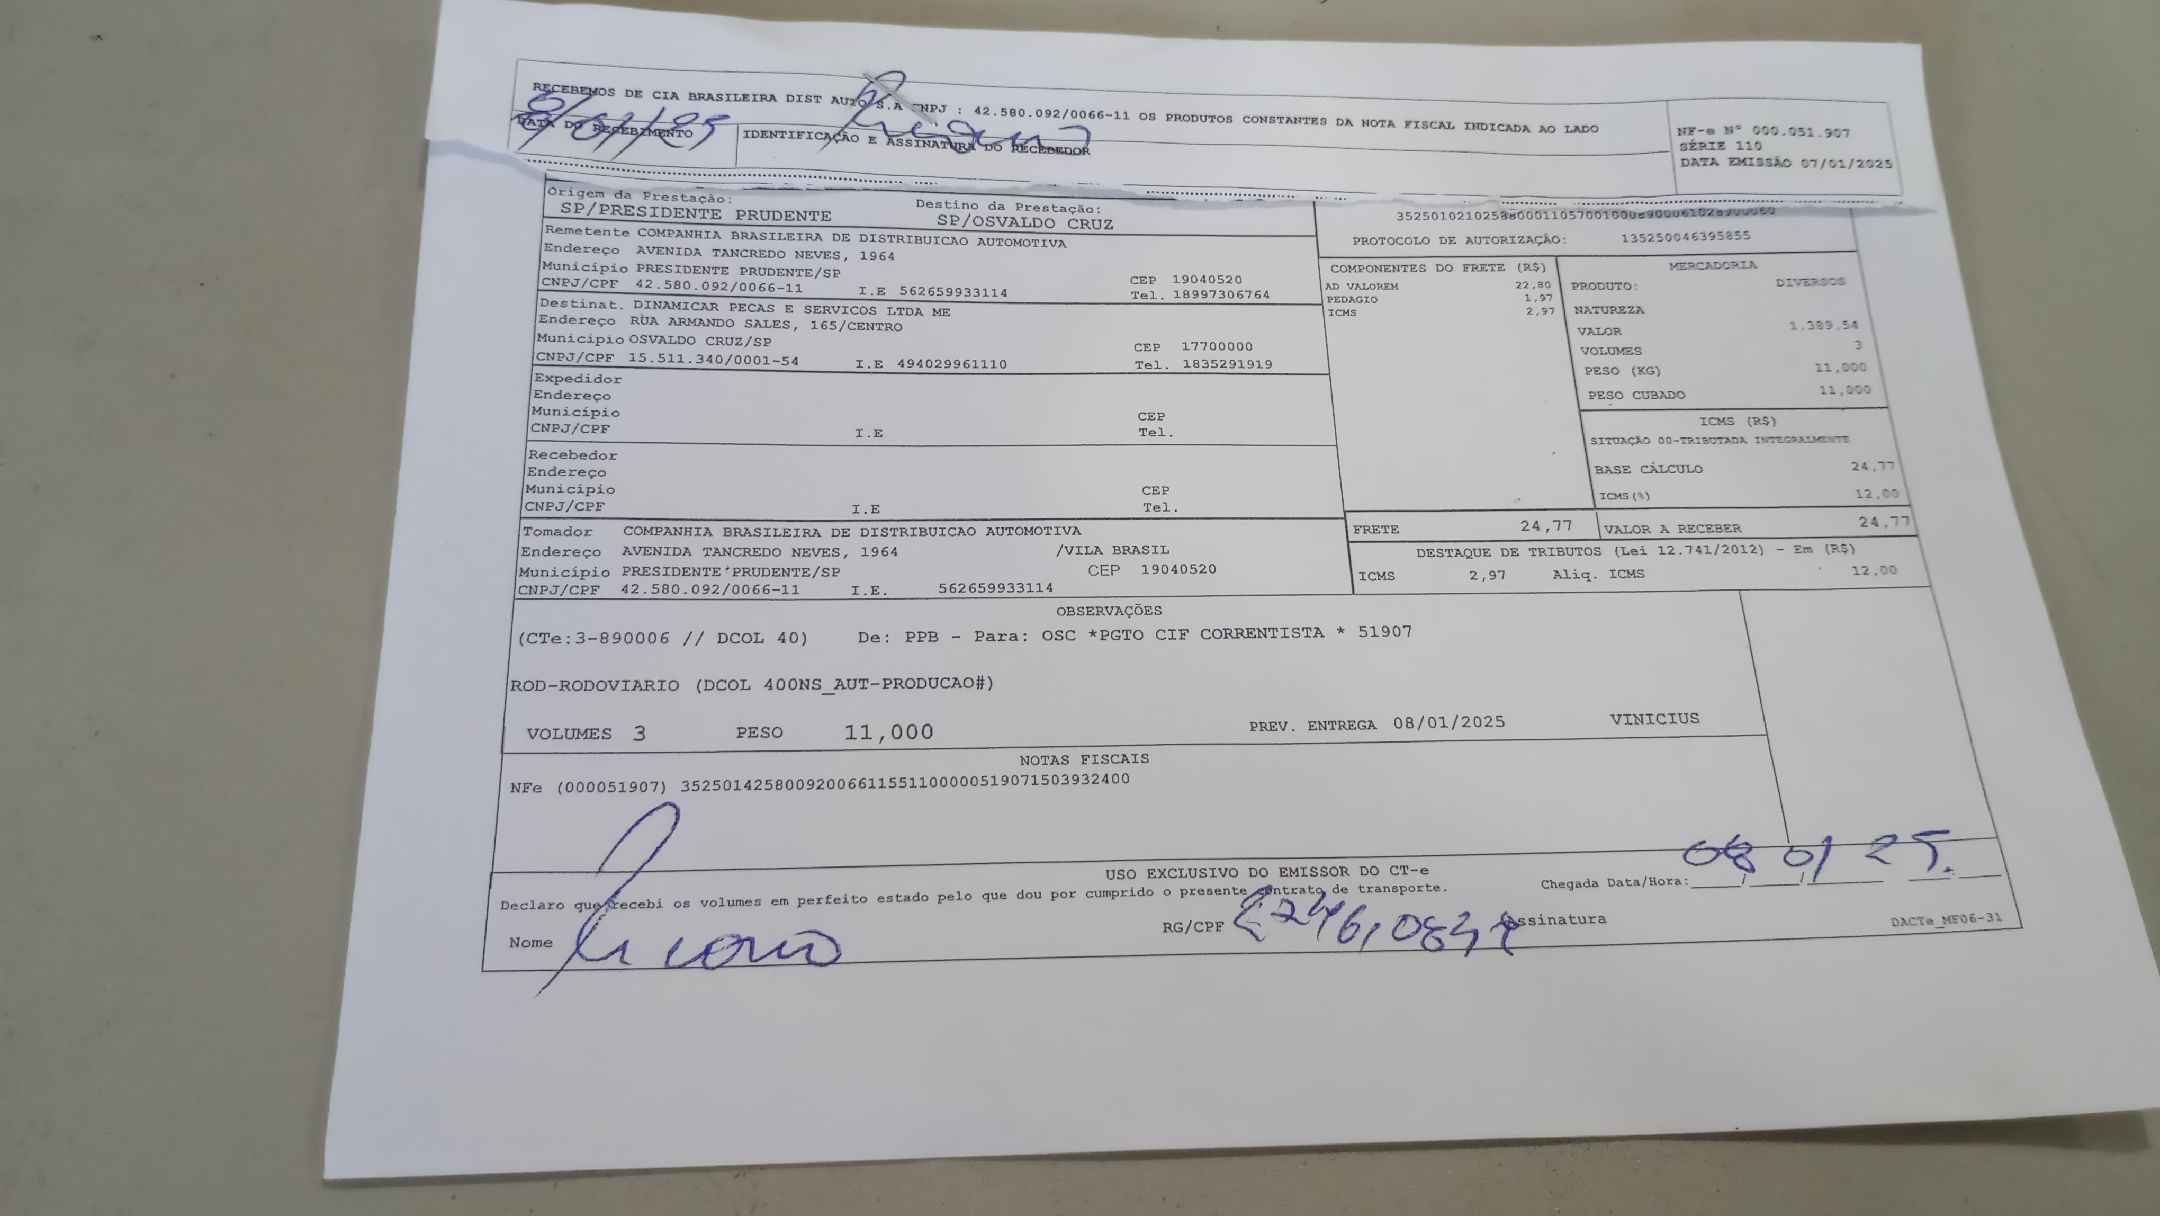 RECEBEMOS DE CIA BRASILEIRA DIST AUTO S.A CNPJ : 42.580.092/0066-11 OS PRODUTOS CONSTANTES DA NOTA FISCAL INDICADA AO LADO
NF-e Nº 000.051.907
SÉRIE 110
DATA EMISSÃO 07/01/2025
8/01/25
DATA DO RECEBIMENTO
IDENTIFICAÇÃO E ASSINATURA DO RECEBEDOR
Origem da Prestação:
SP/PRESIDENTE PRUDENTE
Destino da Prestação:
SP/OSVALDO CRUZ
PROTOCOLO DE AUTORIZAÇÃO: 135250046395855
Remetente COMPANHIA BRASILEIRA DE DISTRIBUICAO AUTOMOTIVA
Endereço AVENIDA TANCREDO NEVES, 1964
Município PRESIDENTE PRUDENTE/SP CEP 19040520
CNPJ/CPF 42.580.092/0066-11 I.E 562659933114 Tel. 18997306764
Destinat. DINAMICAR PECAS E SERVICOS LTDA ME
Endereço RUA ARMANDO SALES, 165/CENTRO
Município OSVALDO CRUZ/SP CEP 17700000
CNPJ/CPF 15.511.340/0001-54 I.E 494029961110 Tel. 1835291919
Expedidor
Endereço
Município CEP
CNPJ/CPF I.E Tel.
Recebedor
Endereço
Município CEP
CNPJ/CPF I.E Tel.
Tomador COMPANHIA BRASILEIRA DE DISTRIBUICAO AUTOMOTIVA
Endereço AVENIDA TANCREDO NEVES, 1964 /VILA BRASIL
Município PRESIDENTE PRUDENTE/SP CEP 19040520
CNPJ/CPF 42.580.092/0066-11 I.E. 562659933114
COMPONENTES DO FRETE (R$)
AD VALOREM 22,80
PEDAGIO 1,97
ICMS 2,97
MERCADORIA
PRODUTO: DIVERSOS
NATUREZA
VALOR 1.389,54
VOLUMES 3
PESO (KG) 11,000
PESO CUBADO 11,000
ICMS (R$)
SITUAÇÃO 00-TRIBUTADA INTEGRALMENTE
BASE CÁLCULO 24,77
ICMS(%) 12,00
FRETE 24,77 VALOR A RECEBER 24,77
DESTAQUE DE TRIBUTOS (Lei 12.741/2012) - Em (R$)
ICMS 2,97 Aliq. ICMS 12,00
OBSERVAÇÕES
(CTe:3-890006 // DCOL 40) De: PPB - Para: OSC *PGTO CIF CORRENTISTA * 51907
ROD-RODOVIARIO (DCOL 400NS_AUT-PRODUCAO#)
VOLUMES 3 PESO 11,000 PREV. ENTREGA 08/01/2025 VINICIUS
NOTAS FISCAIS
NFe (000051907) 35250142580092006611551100000519071503932400
USO EXCLUSIVO DO EMISSOR DO CT-e
Declaro que recebi os volumes em perfeito estado pelo que dou por cumprido o presente contrato de transporte.
Chegada Data/Hora: 08 01 25
Nome
RG/CPF
Assinatura
DACTe_MF06-31